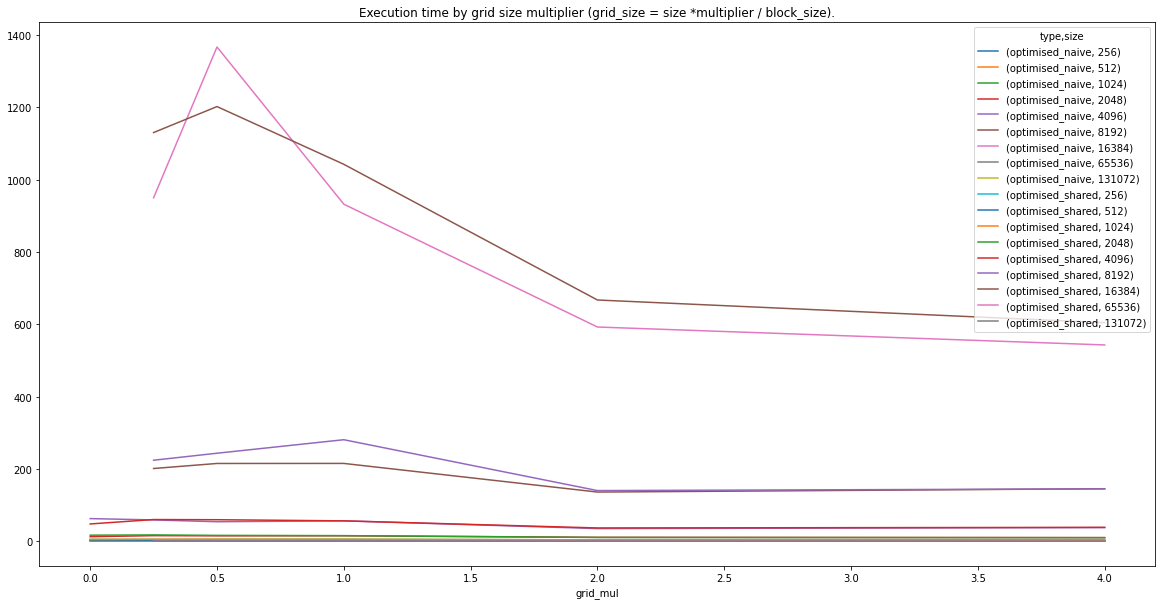 Execution time by grid size multiplier (grid_size = size *multiplier / block_size).
1400
1200
1000
800
600
400
200
0
type,size
(optimised_naive, 256)
(optimised_naive, 512)
(optimised_naive, 1024)
(optimised_naive, 2048)
(optimised_naive, 4096)
(optimised_naive, 8192)
(optimised_naive, 16384)
(optimised_naive, 65536)
(optimised_naive, 131072)
(optimised_shared, 256)
(optimised_shared, 512)
(optimised_shared, 1024)
(optimised_shared, 2048)
(optimised_shared, 4096)
(optimised_shared, 8192)
(optimised_shared, 16384)
(optimised_shared, 65536)
(optimised_shared, 131072)
0.0 0.5 1.0 1.5 2.0 2.5 3.0 3.5 4.0
grid_mul